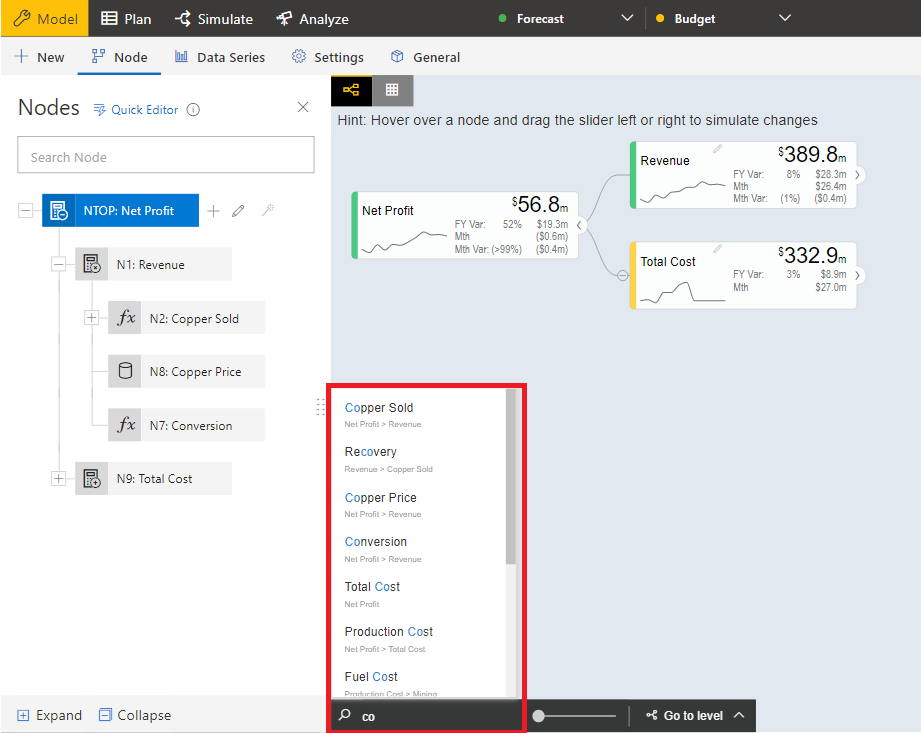 Model Plan Simulate Analyze Forecast Budget
New Node Data Series Settings General
Nodes Quick Editor
Search Node
NTOP: Net Profit
N1: Revenue
fx N2: Copper Sold
N8: Copper Price
fx N7: Conversion
N9: Total Cost
Expand Collapse
Hint: Hover over a node and drag the slider left or right to simulate changes
Net Profit $56.8m
FY Var: 52% $19.3m
Mth ($0.6m)
Mth Var: (>99%) ($0.4m)
Revenue $389.8m
FY Var: 8% $28.3m
Mth $26.4m
Mth Var: (1%) ($0.4m)
Total Cost $332.9m
FY Var: 3% $8.9m
Mth $27.0m
Copper Sold
Net Profit > Revenue
Recovery
Revenue > Copper Sold
Copper Price
Net Profit > Revenue
Conversion
Net Profit > Revenue
Total Cost
Net Profit
Production Cost
Net Profit > Total Cost
Fuel Cost
Production Cost > Mining
co
Go to level